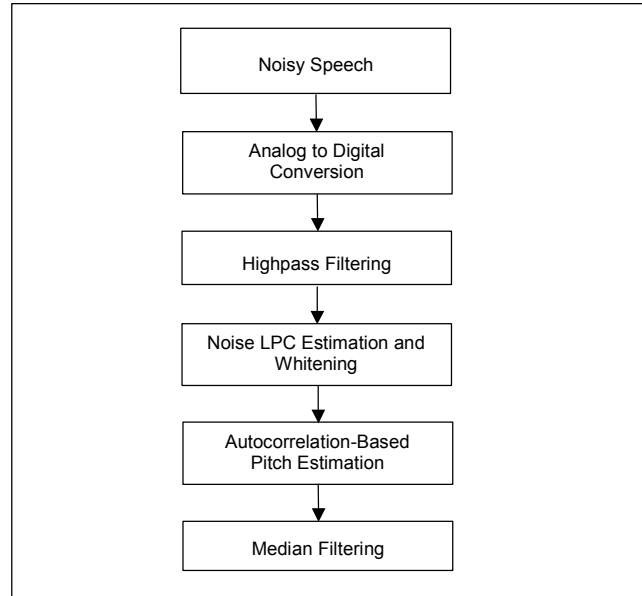 Noisy Speech
Analog to Digital
Conversion
Highpass Filtering
Noise LPC Estimation and
Whitening
Autocorrelation-Based
Pitch Estimation
Median Filtering